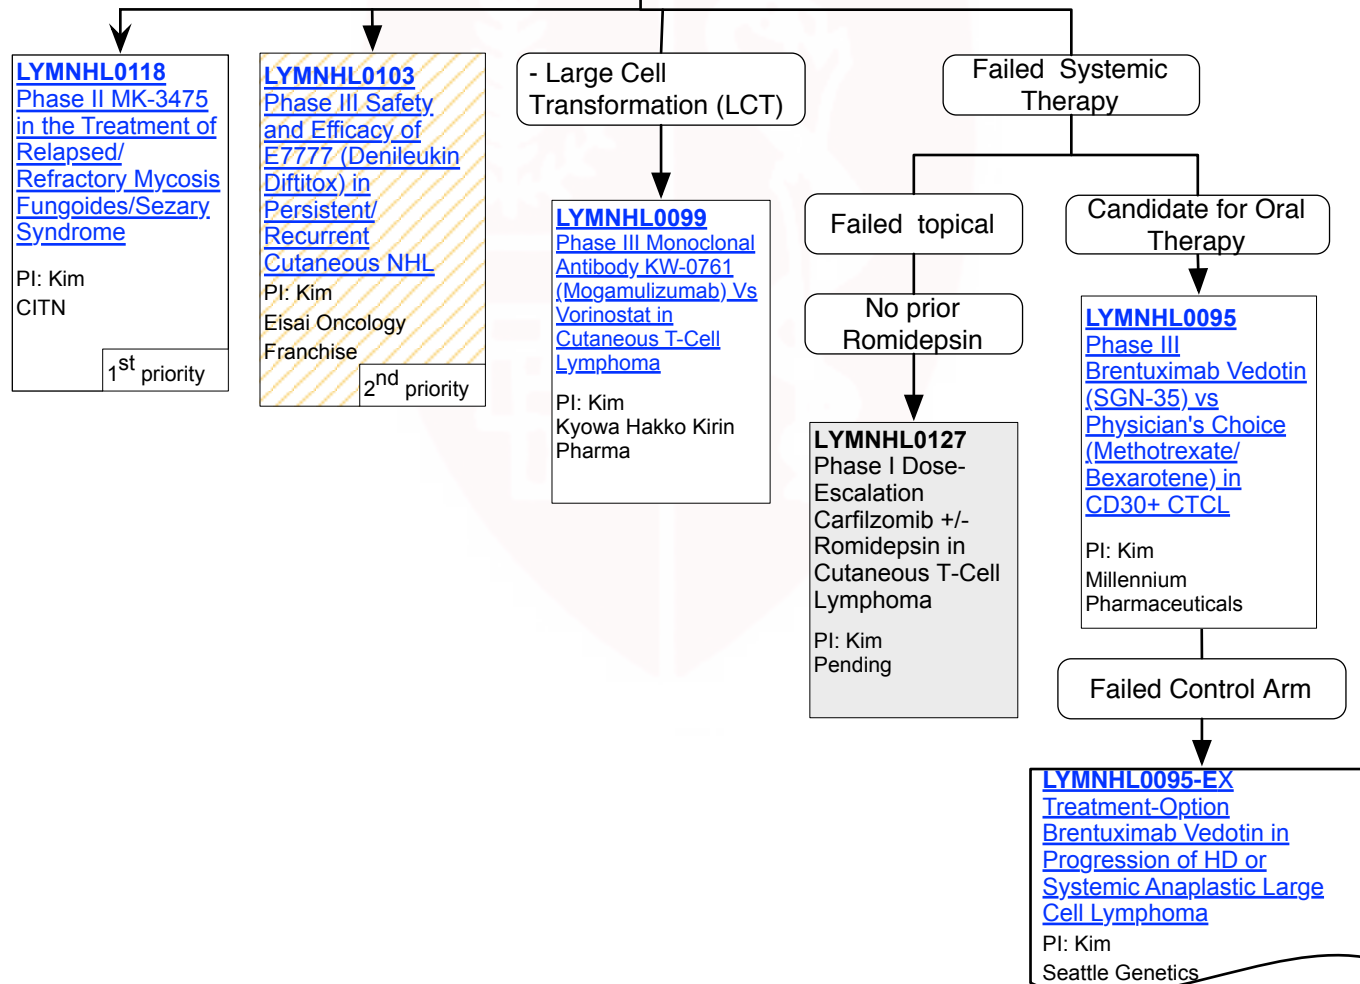 LYMNHL0118
Phase II MK-3475
in the Treatment of
Relapsed/
Refractory Mycosis
Fungoides/Sezary
Syndrome
PI: Kim
CITN
1st priority
LYMNHL0103
Phase III Safety
and Efficacy of
E7777 (Denileukin
Diftitox) in
Persistent/
Recurrent
Cutaneous NHL
PI: Kim
Eisai Oncology
Franchise
2nd priority
- Large Cell
Transformation (LCT)
LYMNHL0099
Phase III Monoclonal
Antibody KW-0761
(Mogamulizumab) Vs
Vorinostat in
Cutaneous T-Cell
Lymphoma
PI: Kim
Kyowa Hakko Kirin
Pharma
Failed Systemic
Therapy
Failed topical
No prior
Romidepsin
LYMNHL0127
Phase I Dose-
Escalation
Carfilzomib +/-
Romidepsin in
Cutaneous T-Cell
Lymphoma
PI: Kim
Pending
Candidate for Oral
Therapy
LYMNHL0095
Phase III
Brentuximab Vedotin
(SGN-35) vs
Physician's Choice
(Methotrexate/
Bexarotene) in
CD30+ CTCL
PI: Kim
Millennium
Pharmaceuticals
Failed Control Arm
LYMNHL0095-EX
Treatment-Option
Brentuximab Vedotin in
Progression of HD or
Systemic Anaplastic Large
Cell Lymphoma
PI: Kim
Seattle Genetics